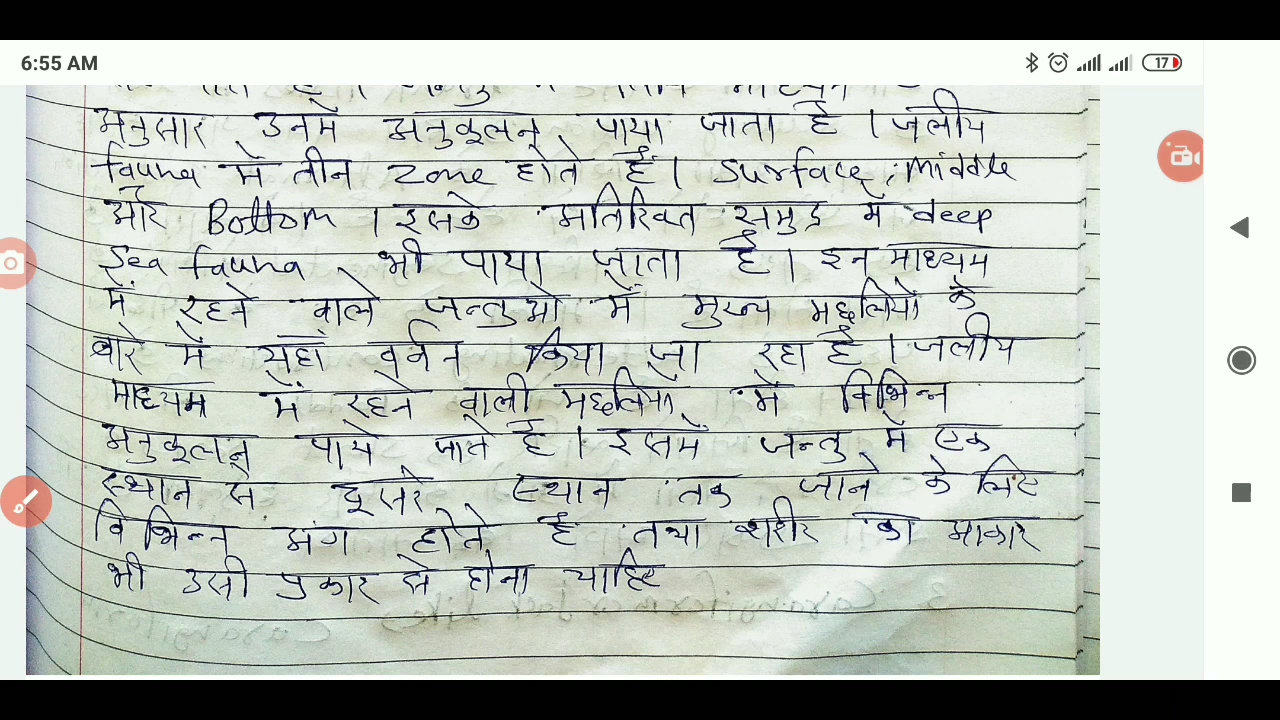 6:55 AM
17
अनुसार उनमे अनुकूलन पाया जाता है । जलीय
fauna में तीन zone होते हैं । Surface, middle
और Bottom । इसके अतिरिक्त समुद्र में deep
Sea fauna भी पाया जाता है । इन माध्यम
में रहने वाले जन्तुओ में मुख्य मछलियो के
बारे में यहाँ वर्णन किया जा रहा है । जलीय
माध्यम में रहने वाली मछलियों में विभिन्न
अनुकूलन पाये जाते है । इसमें जन्तु में एक
स्थान से दूसरे स्थान तक जाने के लिए
विभिन्न अंग होते है तथा शरीर का आकार
भी उसी प्रकार से होना चाहिए